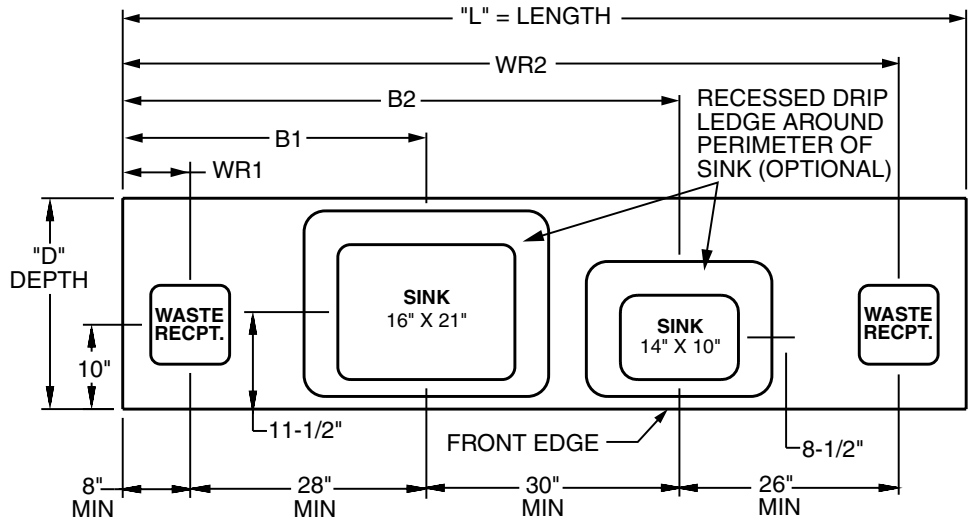 "L" = LENGTH
WR2
B2
RECESSED DRIP
LEDGE AROUND
PERIMETER OF
SINK (OPTIONAL)
B1
WR1
"D"
DEPTH
WASTE
RECPT.
SINK
16" X 21"
SINK
14" X 10"
WASTE
RECPT.
10"
11-1/2"
FRONT EDGE
8-1/2"
8"
MIN
28"
MIN
30"
MIN
26"
MIN